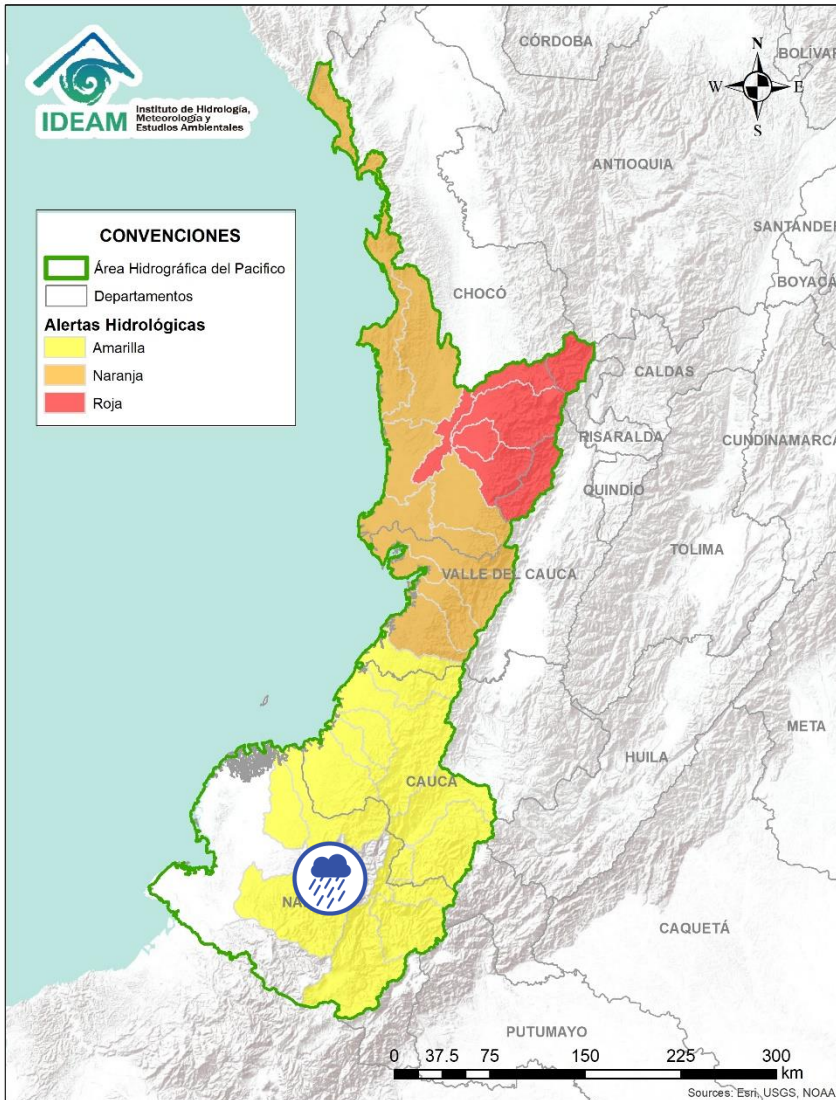 IDEAM
Instituto de Hidrología,
Meteorología y
Estudios Ambientales
CÓRDOBA
BOLÍVAR
N
W
E
S
ANTIOQUIA
SANTANDER
BOYACÁ
CONVENCIONES
Área Hidrográfica del Pacifico
Departamentos
Alertas Hidrológicas
Amarilla
Naranja
Roja
CHOCÓ
CALDAS
RISARALDA
CUNDINAMARCA
QUINDÍO
TOLIMA
VALLE DEL CAUCA
META
HUILA
CAUCA
NA
CAQUETÁ
PUTUMAYO
0 37.5 75 150 225 300
km
Sources: Esri, USGS, NOAA